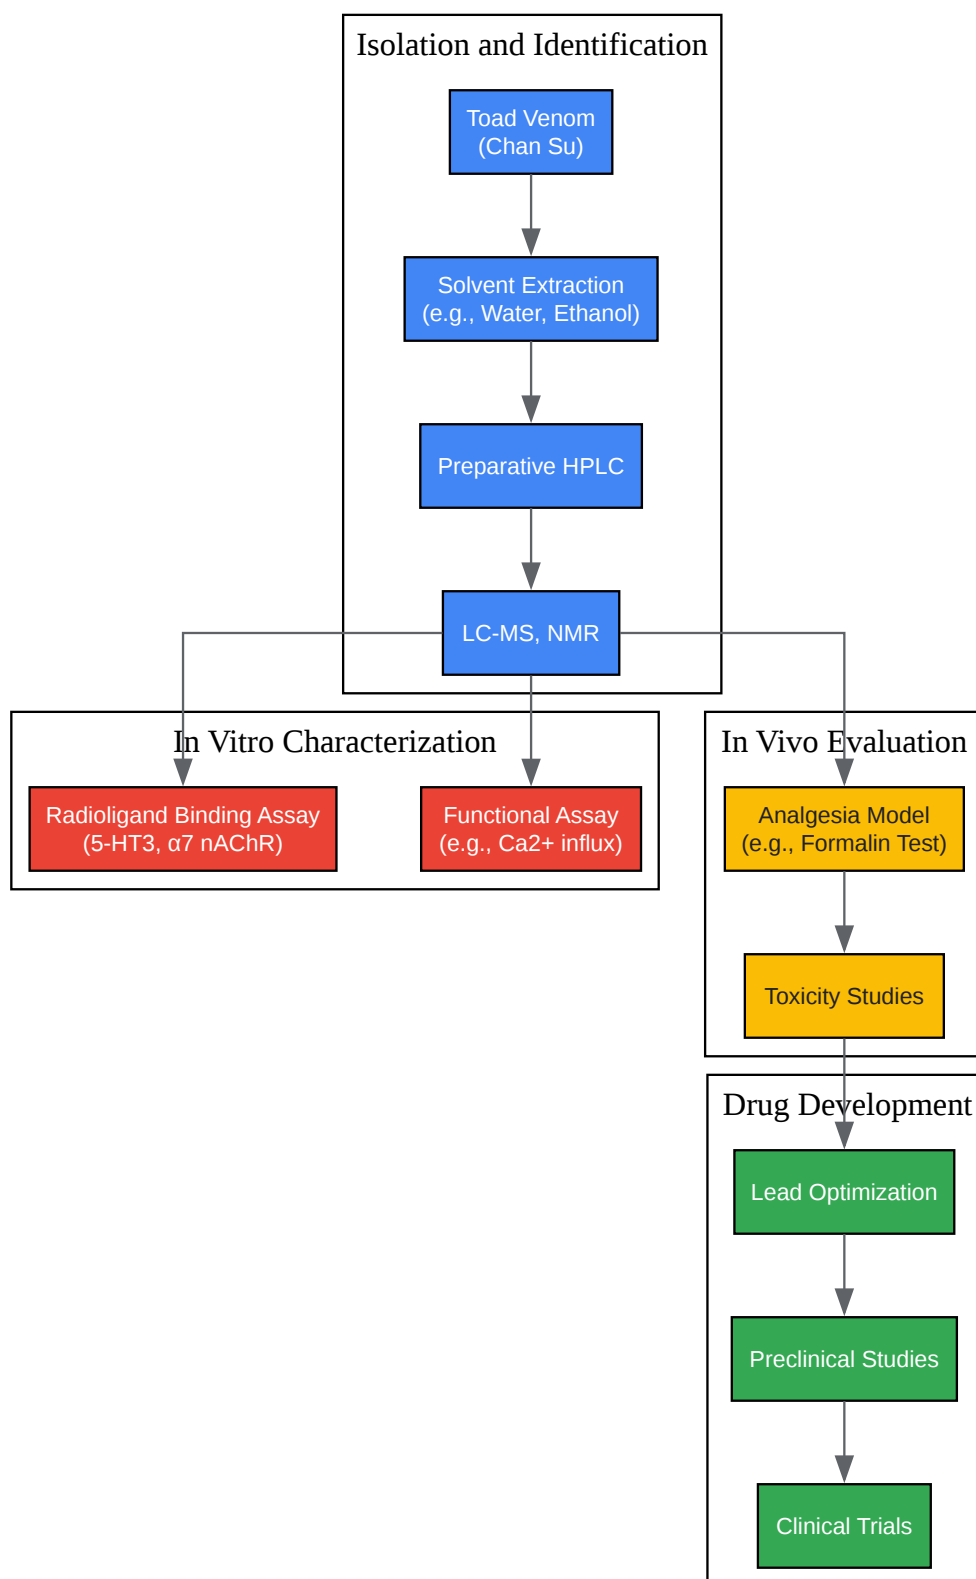 Isolation and Identification
Toad Venom
(Chan Su)
Solvent Extraction
(e.g., Water, Ethanol)
Preparative HPLC
LC-MS, NMR
In Vitro Characterization
Radioligand Binding Assay
(5-HT3, α7 nAChR)
Functional Assay
(e.g., Ca2+ influx)
In Vivo Evaluation
Analgesia Model
(e.g., Formalin Test)
Toxicity Studies
Drug Development
Lead Optimization
Preclinical Studies
Clinical Trials